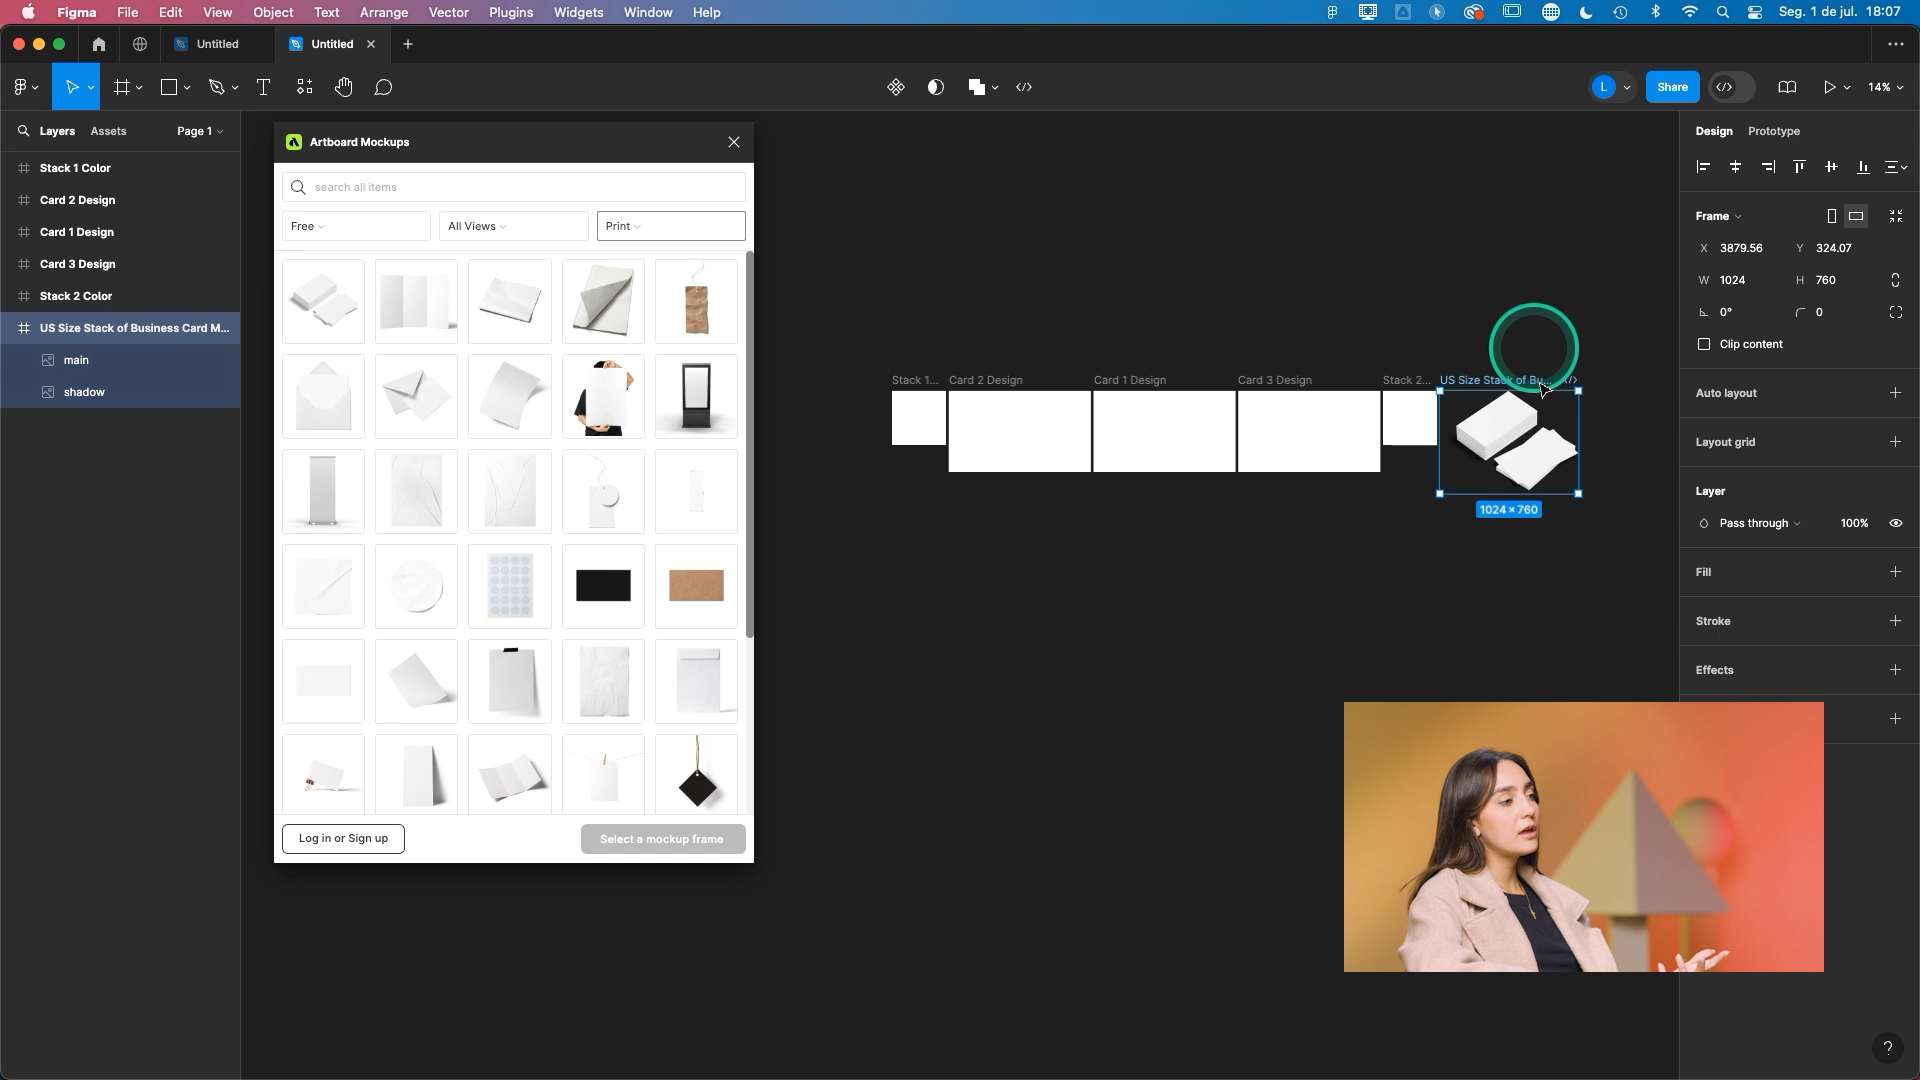 Figma File Edit View Object Text Arrange Vector Plugins Widgets Window Help Seg. 1 de jul. 18:07
Untitled Untitled
L Share 14%
Layers Assets Page 1
Stack 1 Color
Card 2 Design
Card 1 Design
Card 3 Design
Stack 2 Color
US Size Stack of Business Card M...
main
shadow
Artboard Mockups
search all items
Free All Views Print
Log in or Sign up Select a mockup frame
Stack 1... Card 2 Design Card 1 Design Card 3 Design Stack 2... US Size Stack of Bu...
1024 × 760
Design Prototype
Frame
X 3879.56 Y 324.07
W 1024 H 760
0° 0
Clip content
Auto layout
Layout grid
Layer
Pass through 100%
Fill
Stroke
Effects
?